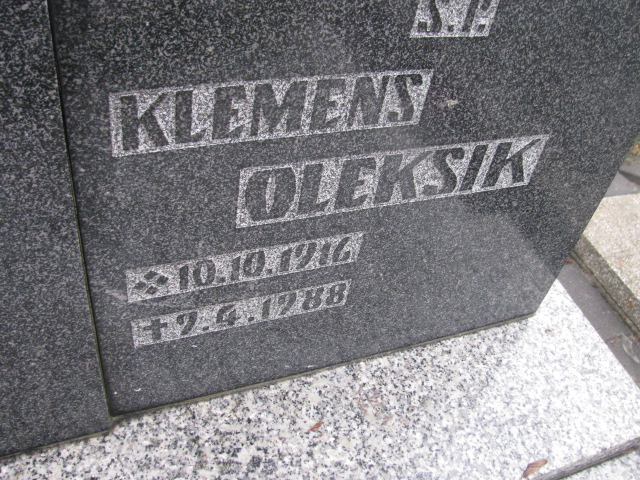 Ś.P.
KLEMENS
OLEKSIK
10.10.1912
+9.4.1988